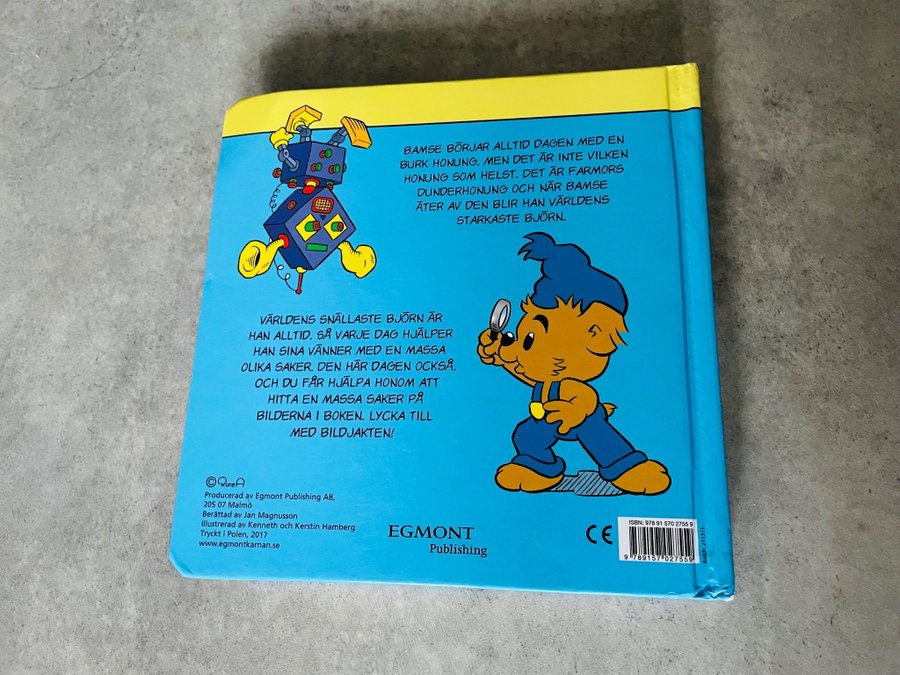 BAMSE BÖRJAR ALLTID DAGEN MED EN
BURK HONUNG. MEN DET ÄR INTE VILKEN
HONUNG SOM HELST. DET ÄR FARMORS
DUNDERHONUNG OCH NÄR BAMSE
ÄTER AV DEN BLIR HAN VÄRLDENS
STARKASTE BJÖRN.
VÄRLDENS SNÄLLASTE BJÖRN ÄR
HAN ALLTID. SÅ VARJE DAG HJÄLPER
HAN SINA VÄNNER MED EN MASSA
OLIKA SAKER. DEN HÄR DAGEN OCKSÅ.
OCH DU FÅR HJÄLPA HONOM ATT
HITTA EN MASSA SAKER PÅ
BILDERNA I BOKEN. LYCKA TILL
MED BILDJAKTEN!
© Rune A
Producerad av Egmont Publishing AB,
205 07 Malmö
Berättad av Jan Magnusson
Illustrerad av Kenneth och Kerstin Hamberg
Tryckt i Polen, 2017
www.egmontkarnan.se
EGMONT
Publishing
CE
ISBN: 978 91 570 2755 9
9 789157 027559